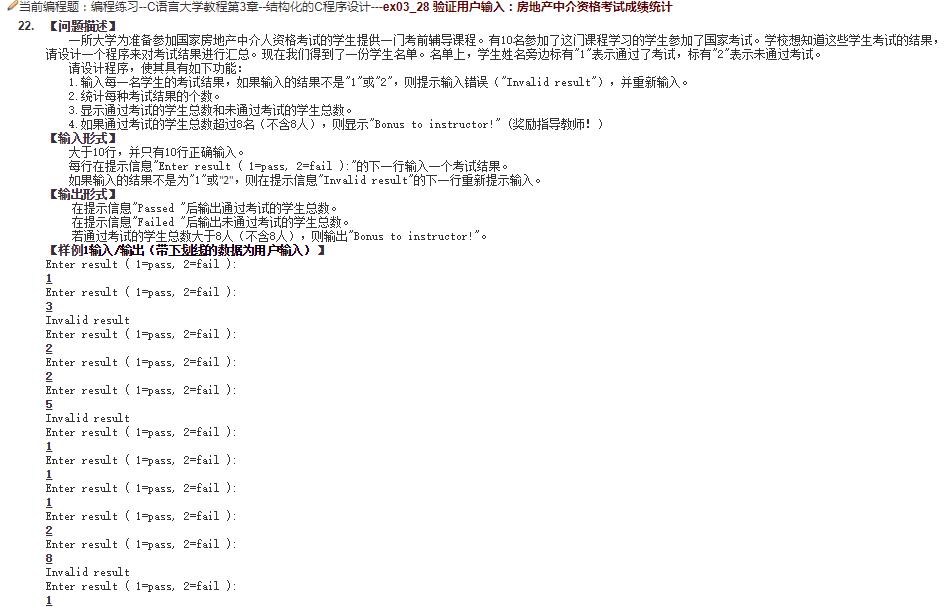 当前编程题：编程练习--C语言大学教程第3章--结构化的C程序设计---ex03_28 验证用户输入：房地产中介资格考试成绩统计
22. 【问题描述】
一所大学为准备参加国家房地产中介人资格考试的学生提供一门考前辅导课程。有10名参加了这门课程学习的学生参加了国家考试。学校想知道这些学生考试的结果，
请设计一个程序来对考试结果进行汇总。现在我们得到了一份学生名单。名单上，学生姓名旁边标有"1"表示通过了考试，标有"2"表示未通过考试。
请设计程序，使其具有如下功能：
1.输入每一名学生的考试结果，如果输入的结果不是"1"或"2"，则提示输入错误（"Invalid result"），并重新输入。
2.统计每种考试结果的个数。
3.显示通过考试的学生总数和未通过考试的学生总数。
4.如果通过考试的学生总数超过8名（不含8人），则显示"Bonus to instructor!"（奖励指导教师！）
【输入形式】
大于10行，并只有10行正确输入。
每行在提示信息"Enter result ( 1=pass, 2=fail ):"的下一行输入一个考试结果。
如果输入的结果不是为"1"或"2"，则在提示信息"Invalid result"的下一行重新提示输入。
【输出形式】
在提示信息"Passed "后输出通过考试的学生总数。
在提示信息"Failed "后输出未通过考试的学生总数。
若通过考试的学生总数大于8人（不含8人），则输出"Bonus to instructor!"。
【样例1输入/输出（带下划线的数据为用户输入）】
Enter result ( 1=pass, 2=fail ):
1
Enter result ( 1=pass, 2=fail ):
3
Invalid result
Enter result ( 1=pass, 2=fail ):
2
Enter result ( 1=pass, 2=fail ):
2
Enter result ( 1=pass, 2=fail ):
5
Invalid result
Enter result ( 1=pass, 2=fail ):
1
Enter result ( 1=pass, 2=fail ):
1
Enter result ( 1=pass, 2=fail ):
1
Enter result ( 1=pass, 2=fail ):
2
Enter result ( 1=pass, 2=fail ):
8
Invalid result
Enter result ( 1=pass, 2=fail ):
1